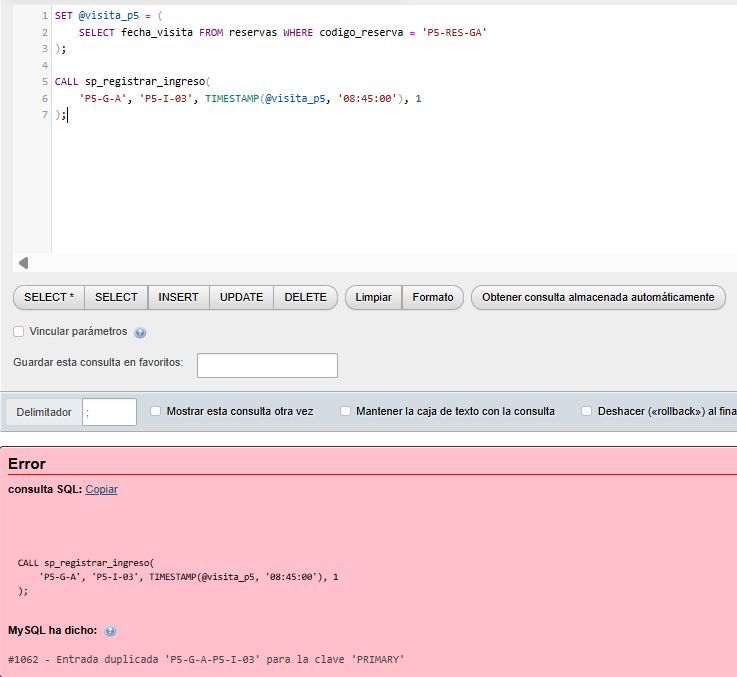 1 SET @visita_p5 = (
2     SELECT fecha_visita FROM reservas WHERE codigo_reserva = 'P5-RES-GA'
3 );
4
5 CALL sp_registrar_ingreso(
6     'P5-G-A', 'P5-I-03', TIMESTAMP(@visita_p5, '08:45:00'), 1
7 );
SELECT * SELECT INSERT UPDATE DELETE Limpiar Formato Obtener consulta almacenada automáticamente
Vincular parámetros
Guardar esta consulta en favoritos:
Delimitador ; Mostrar esta consulta otra vez Mantener la caja de texto con la consulta Deshacer («rollback») al fina
Error
consulta SQL: Copiar
CALL sp_registrar_ingreso(
    'P5-G-A', 'P5-I-03', TIMESTAMP(@visita_p5, '08:45:00'), 1
);
MySQL ha dicho:
#1062 - Entrada duplicada 'P5-G-A-P5-I-03' para la clave 'PRIMARY'